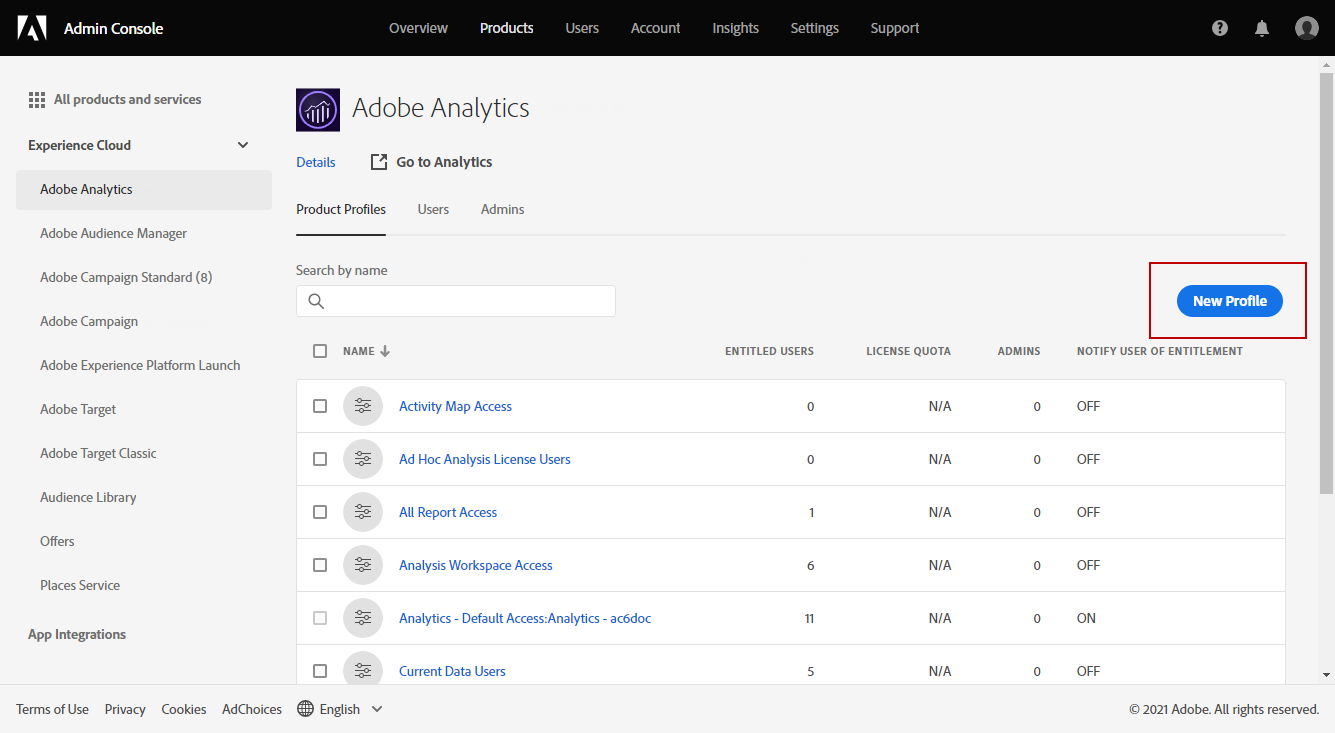 Admin Console
Overview Products Users Account Insights Settings Support
All products and services
Experience Cloud
Adobe Analytics
Adobe Audience Manager
Adobe Campaign Standard (8)
Adobe Campaign
Adobe Experience Platform Launch
Adobe Target
Adobe Target Classic
Audience Library
Offers
Places Service
App Integrations
Adobe Analytics
Details Go to Analytics
Product Profiles Users Admins
Search by name
New Profile
NAME ENTITLED USERS LICENSE QUOTA ADMINS NOTIFY USER OF ENTITLEMENT
Activity Map Access 0 N/A 0 OFF
Ad Hoc Analysis License Users 0 N/A 0 OFF
All Report Access 1 N/A 0 OFF
Analysis Workspace Access 6 N/A 0 OFF
Analytics - Default Access:Analytics - ac6doc 11 N/A 0 ON
Current Data Users 5 N/A 0 OFF
Terms of Use Privacy Cookies AdChoices English © 2021 Adobe. All rights reserved.